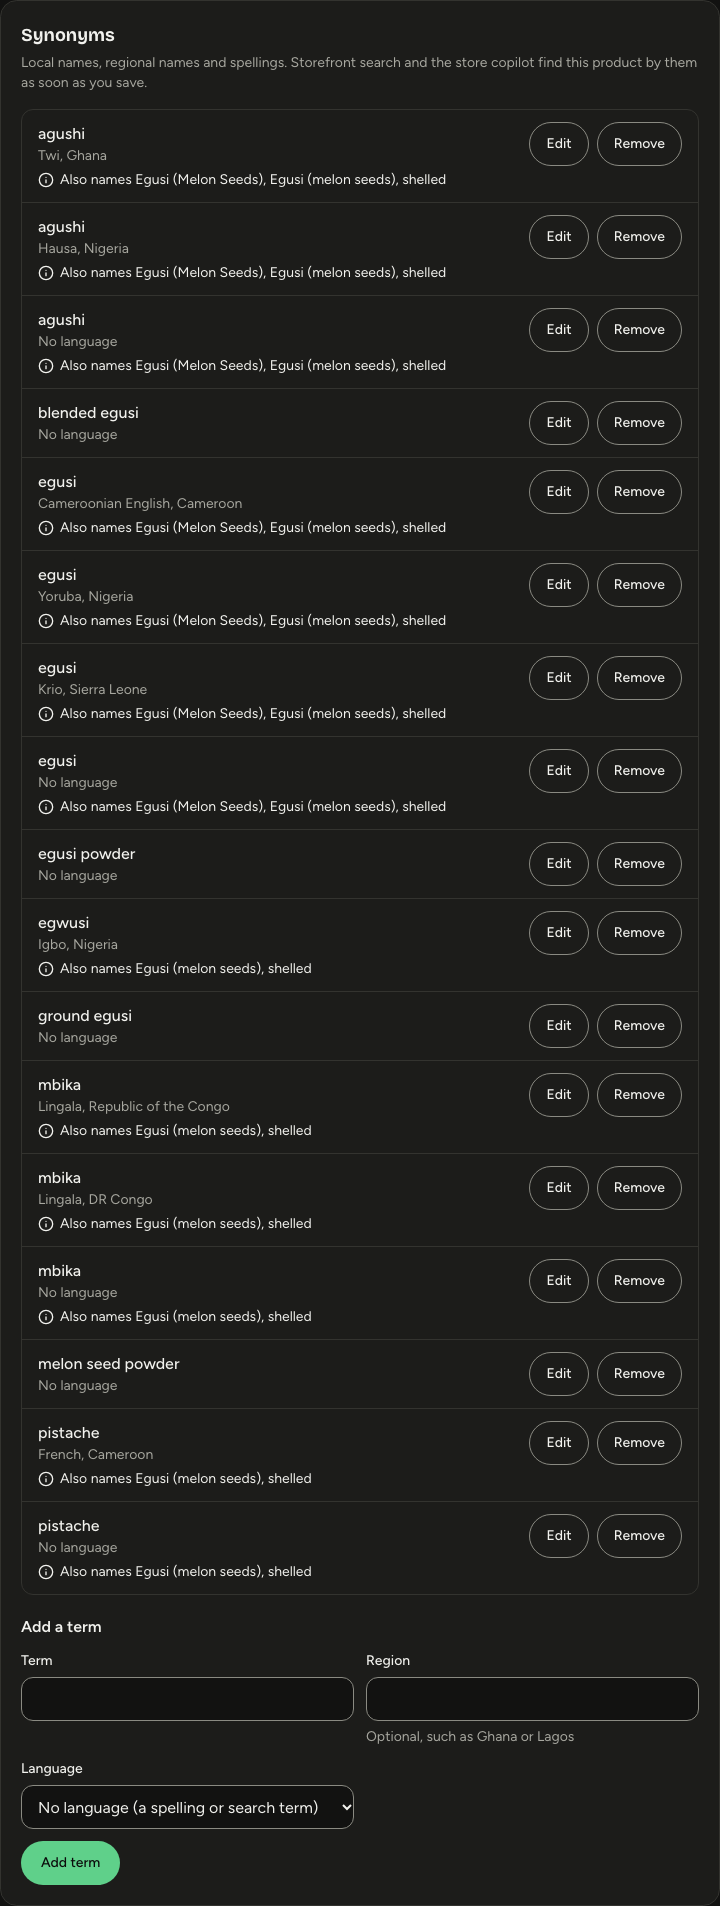 Synonyms
Local names, regional names and spellings. Storefront search and the store copilot find this product by them
as soon as you save.
agushi
Twi, Ghana
Also names Egusi (Melon Seeds), Egusi (melon seeds), shelled
Edit
Remove
agushi
Hausa, Nigeria
Also names Egusi (Melon Seeds), Egusi (melon seeds), shelled
Edit
Remove
agushi
No language
Also names Egusi (Melon Seeds), Egusi (melon seeds), shelled
Edit
Remove
blended egusi
No language
Edit
Remove
egusi
Cameroonian English, Cameroon
Also names Egusi (Melon Seeds), Egusi (melon seeds), shelled
Edit
Remove
egusi
Yoruba, Nigeria
Also names Egusi (Melon Seeds), Egusi (melon seeds), shelled
Edit
Remove
egusi
Krio, Sierra Leone
Also names Egusi (Melon Seeds), Egusi (melon seeds), shelled
Edit
Remove
egusi
No language
Also names Egusi (Melon Seeds), Egusi (melon seeds), shelled
Edit
Remove
egusi powder
No language
Edit
Remove
egwusi
Igbo, Nigeria
Also names Egusi (melon seeds), shelled
Edit
Remove
ground egusi
No language
Edit
Remove
mbika
Lingala, Republic of the Congo
Also names Egusi (melon seeds), shelled
Edit
Remove
mbika
Lingala, DR Congo
Also names Egusi (melon seeds), shelled
Edit
Remove
mbika
No language
Also names Egusi (melon seeds), shelled
Edit
Remove
melon seed powder
No language
Edit
Remove
pistache
French, Cameroon
Also names Egusi (melon seeds), shelled
Edit
Remove
pistache
No language
Also names Egusi (melon seeds), shelled
Edit
Remove
Add a term
Term
Region
Optional, such as Ghana or Lagos
Language
No language (a spelling or search term)
Add term